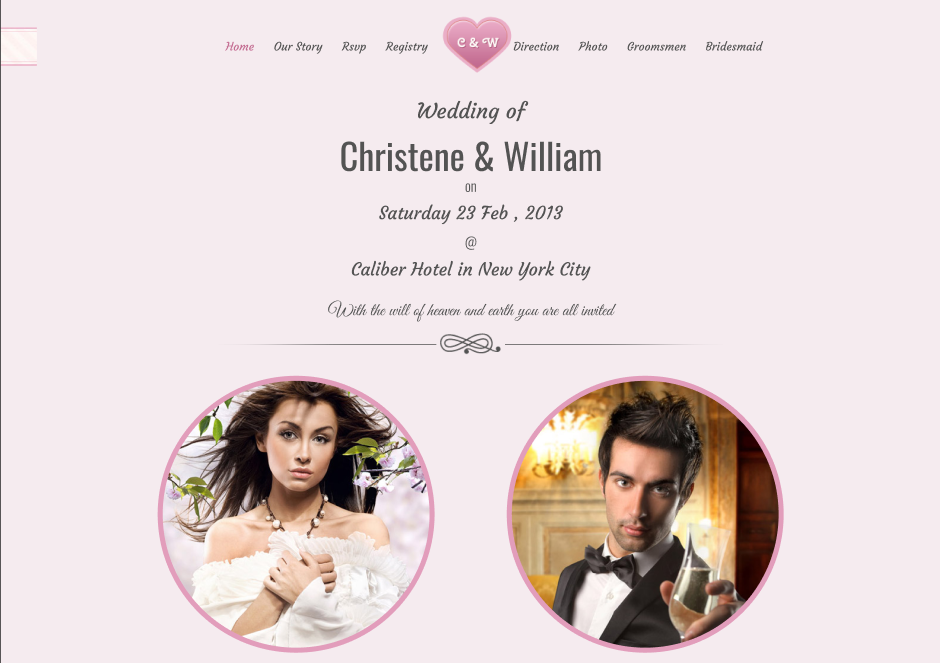 Home Our Story Rsvp Registry C & W Direction Photo Groomsmen Bridesmaid
Wedding of
Christene & William
on
Saturday 23 Feb , 2013
@
Caliber Hotel in New York City
With the will of heaven and earth you are all invited